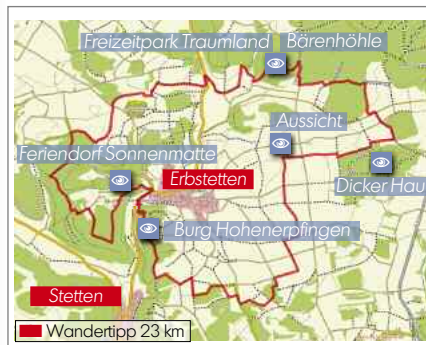 Freizeitpark Traumland Bärenhöhle
Aussicht
Feriendorf Sonnenmatte
Erbstetten
Dicker Hau
Burg Hohenerpfingen
Stetten
Wandertipp 23 km